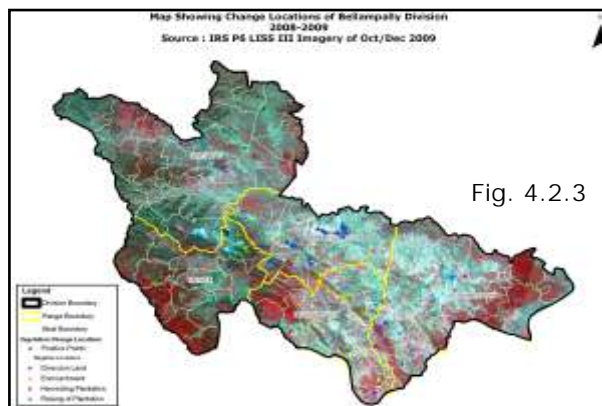 Map Showing Change Locations of Bellampally Division
2008-2009
Source : IRS P6 LISS III Imagery of Oct/Dec 2009
Fig. 4.2.3
Legend
Division Boundary
Range Boundary
Beat Boundary
Vegetation Change Locations
Positive Points
Negative Locations
Diversion Land
Encroachment
Harvesting Plantation
Raising of Plantation